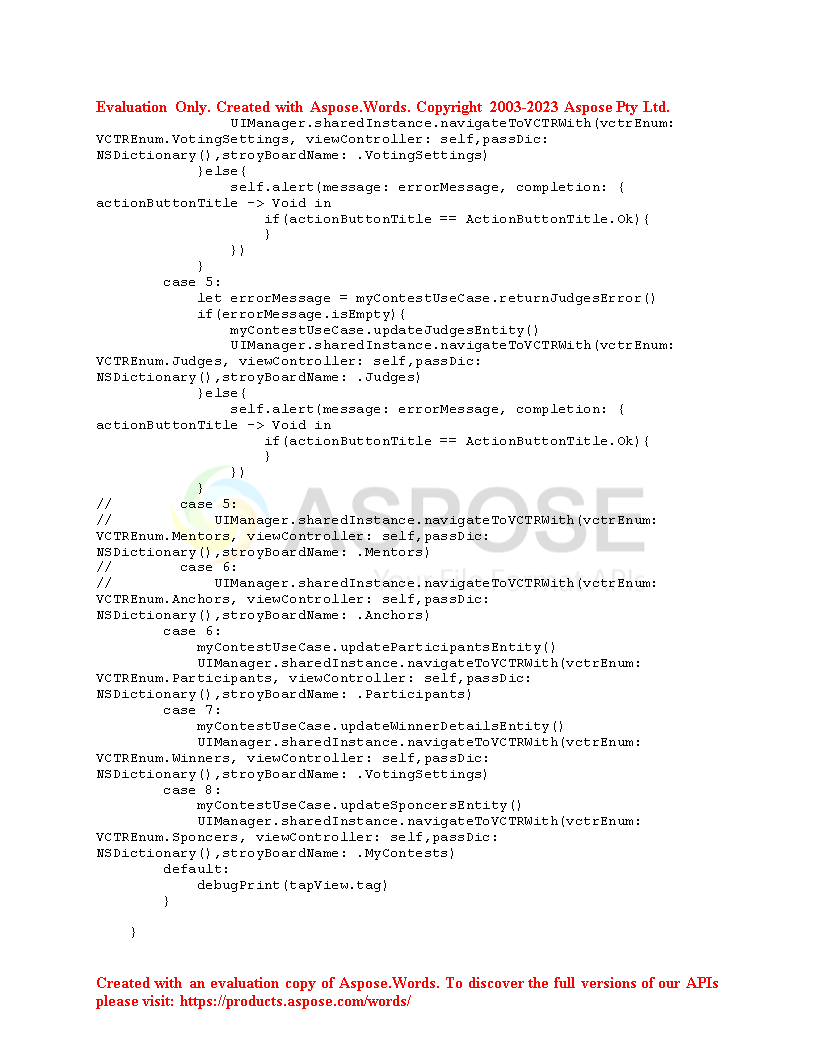 Evaluation Only. Created with Aspose.Words. Copyright 2003-2023 Aspose Pty Ltd.
                UIManager.sharedInstance.navigateToVCTRWith(vctrEnum:
VCTREnum.VotingSettings, viewController: self,passDic:
NSDictionary(),stroyBoardName: .VotingSettings)
            }else{
                self.alert(message: errorMessage, completion: {
actionButtonTitle -> Void in
                    if(actionButtonTitle == ActionButtonTitle.Ok){
                    }
                })
            }
        case 5:
            let errorMessage = myContestUseCase.returnJudgesError()
            if(errorMessage.isEmpty){
                myContestUseCase.updateJudgesEntity()
                UIManager.sharedInstance.navigateToVCTRWith(vctrEnum:
VCTREnum.Judges, viewController: self,passDic:
NSDictionary(),stroyBoardName: .Judges)
            }else{
                self.alert(message: errorMessage, completion: {
actionButtonTitle -> Void in
                    if(actionButtonTitle == ActionButtonTitle.Ok){
                    }
                })
            }
//        case 5:
//            UIManager.sharedInstance.navigateToVCTRWith(vctrEnum:
VCTREnum.Mentors, viewController: self,passDic:
NSDictionary(),stroyBoardName: .Mentors)
//        case 6:
//            UIManager.sharedInstance.navigateToVCTRWith(vctrEnum:
VCTREnum.Anchors, viewController: self,passDic:
NSDictionary(),stroyBoardName: .Anchors)
        case 6:
            myContestUseCase.updateParticipantsEntity()
            UIManager.sharedInstance.navigateToVCTRWith(vctrEnum:
VCTREnum.Participants, viewController: self,passDic:
NSDictionary(),stroyBoardName: .Participants)
        case 7:
            myContestUseCase.updateWinnerDetailsEntity()
            UIManager.sharedInstance.navigateToVCTRWith(vctrEnum:
VCTREnum.Winners, viewController: self,passDic:
NSDictionary(),stroyBoardName: .VotingSettings)
        case 8:
            myContestUseCase.updateSponcersEntity()
            UIManager.sharedInstance.navigateToVCTRWith(vctrEnum:
VCTREnum.Sponcers, viewController: self,passDic:
NSDictionary(),stroyBoardName: .MyContests)
        default:
            debugPrint(tapView.tag)
        }

    }
ASPOSE
Your File Format APIs
Created with an evaluation copy of Aspose.Words. To discover the full versions of our APIs
please visit: https://products.aspose.com/words/